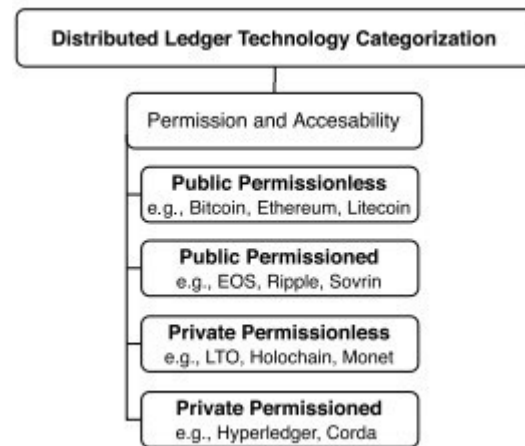 Distributed Ledger Technology Categorization
Permission and Accesability
Public Permissionless
e.g., Bitcoin, Ethereum, Litecoin
Public Permissioned
e.g., EOS, Ripple, Sovrin
Private Permissionless
e.g., LTO, Holochain, Monet
Private Permissioned
e.g., Hyperledger, Corda